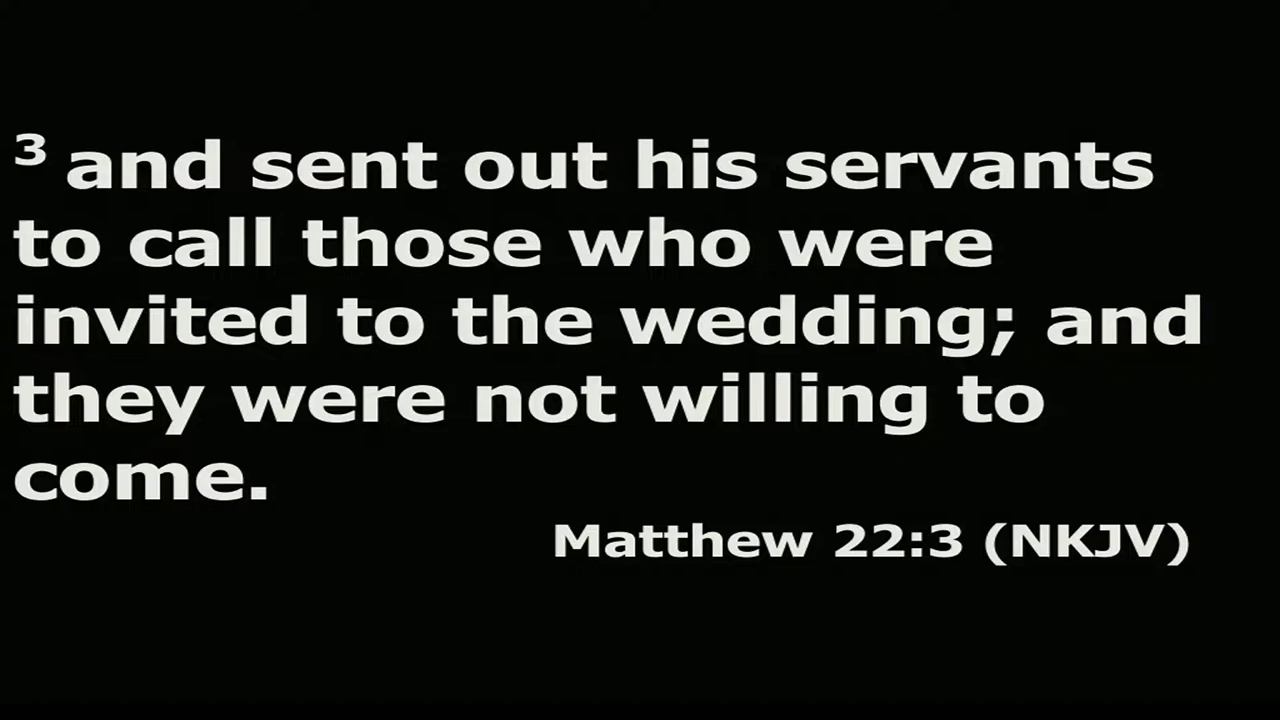 3 and sent out his servants
to call those who were
invited to the wedding; and
they were not willing to
come.
Matthew 22:3 (NKJV)